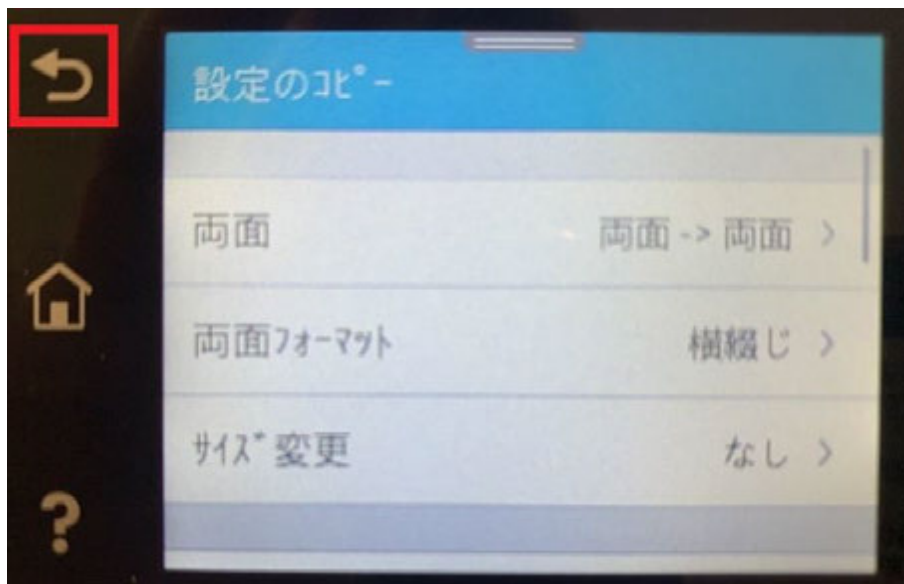 設定のｺﾋﾟｰ
両面 両面 -> 両面 >
両面ﾌｫｰﾏｯﾄ 横綴じ >
ｻｲｽﾞ変更 なし >
?